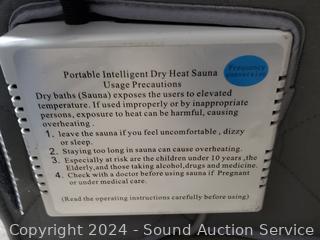 Portable Intelligent Dry Heat Sauna
Frequency
conversion
Usage Precautions
Dry baths (Sauna) exposes the users to elevated
temperature. If used improperly or by inappropriate
persons, exposure to heat can be harmful, causing
overheating .
1. leave the sauna if you feel uncomfortable , dizzy
or sleep.
2. Staying too long in sauna can cause overheating.
3. Especially at risk are the children under 10 years ,the
Elderly,and those taking alcohol,drugs and medicine.
4. Check with a doctor before using sauna if Pregnant
or under medical care.
(Read the operating instructions carefully before using)
Copyright 2024 - Sound Auction Service